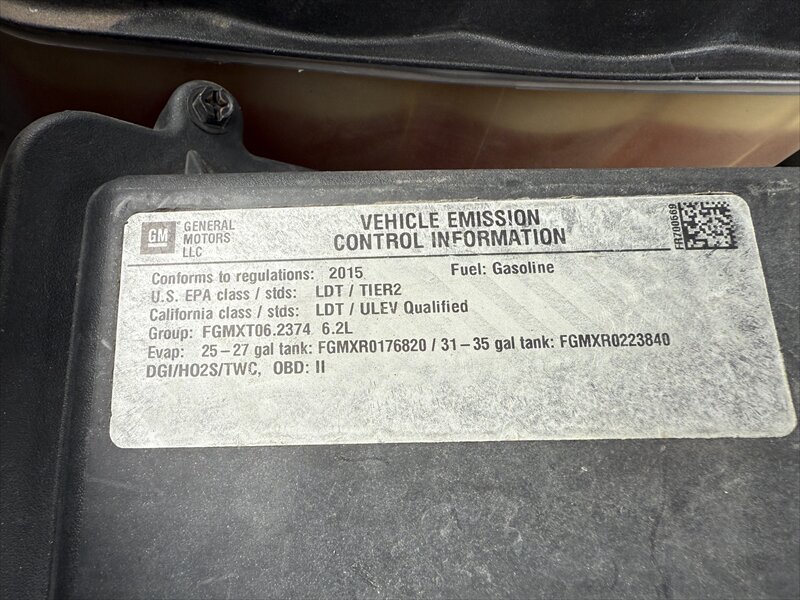 GM
GENERAL
MOTORS
LLC
VEHICLE EMISSION
CONTROL INFORMATION
FR700669
Conforms to regulations: 2015 Fuel: Gasoline
U.S. EPA class / stds: LDT / TIER2
California class / stds: LDT / ULEV Qualified
Group: FGMXT06.2374 6.2L
Evap: 25-27 gal tank: FGMXR0176820 / 31-35 gal tank: FGMXR0223840
DGI/HO2S/TWC, OBD: II